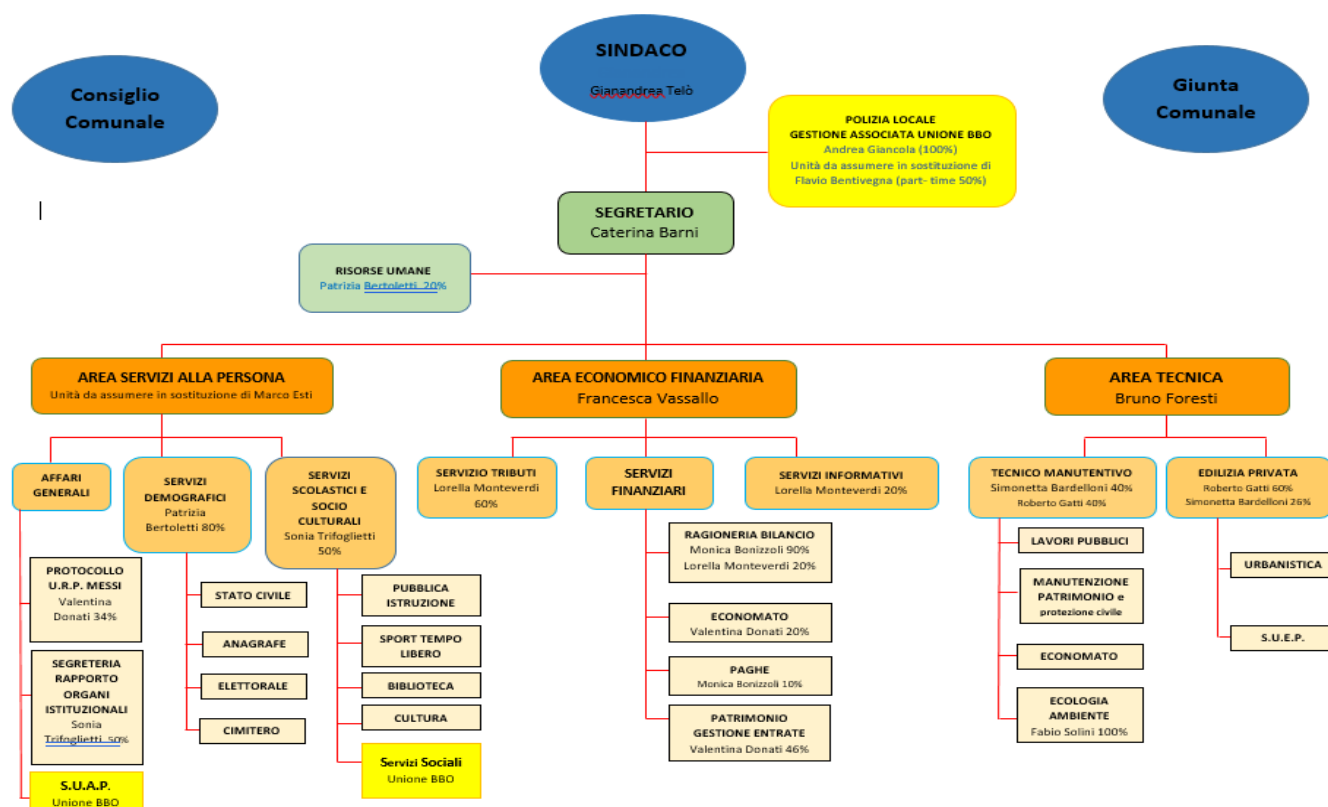 Consiglio
Comunale
SINDACO
Gianandrea Telò
Giunta
Comunale
POLIZIA LOCALE
GESTIONE ASSOCIATA UNIONE BBO
Andrea Giancola (100%)
Unità da assumere in sostituzione di
Flavio Bentivegna (part- time 50%)
SEGRETARIO
Caterina Barni
RISORSE UMANE
Patrizia Bertoletti 20%
AREA SERVIZI ALLA PERSONA
Unità da assumere in sostituzione di Marco Esti
AREA ECONOMICO FINANZIARIA
Francesca Vassallo
AREA TECNICA
Bruno Foresti
AFFARI
GENERALI
SERVIZI
DEMOGRAFICI
Patrizia
Bertoletti 80%
SERVIZI
SCOLASTICI E
SOCIO
CULTURALI
Sonia Trifoglietti
50%
SERVIZIO TRIBUTI
Lorella Monteverdi
60%
SERVIZI
FINANZIARI
SERVIZI INFORMATIVI
Lorella Monteverdi 20%
TECNICO MANUTENTIVO
Simonetta Bardelloni 40%
Roberto Gatti 40%
EDILIZIA PRIVATA
Roberto Gatti 60%
Simonetta Bardelloni 26%
PROTOCOLLO
U.R.P. MESSI
Valentina
Donati 34%
SEGRETERIA
RAPPORTO
ORGANI
ISTITUZIONALI
Sonia
Trifoglietti 50%
S.U.A.P.
Unione BBO
STATO CIVILE
ANAGRAFE
ELETTORALE
CIMITERO
PUBBLICA
ISTRUZIONE
SPORT TEMPO
LIBERO
BIBLIOTECA
CULTURA
Servizi Sociali
Unione BBO
RAGIONERIA BILANCIO
Monica Bonizzoli 90%
Lorella Monteverdi 20%
ECONOMATO
Valentina Donati 20%
PAGHE
Monica Bonizzoli 10%
PATRIMONIO
GESTIONE ENTRATE
Valentina Donati 46%
LAVORI PUBBLICI
MANUTENZIONE
PATRIMONIO e
protezione civile
ECONOMATO
ECOLOGIA
AMBIENTE
Fabio Solini 100%
URBANISTICA
S.U.E.P.